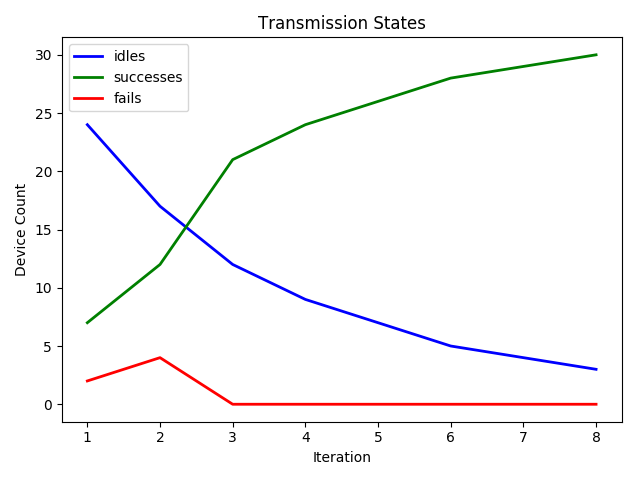 Transmission States
idles
successes
fails
Device Count
30
25
20
15
10
5
0
1 2 3 4 5 6 7 8
Iteration